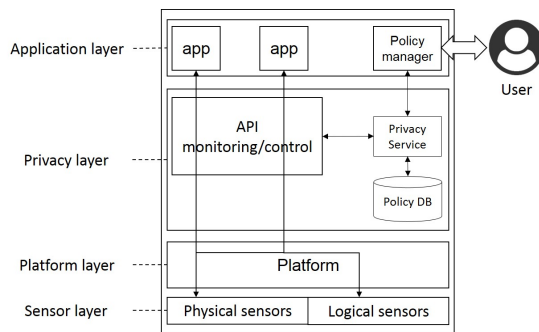 Application layer
app
app
Policy
manager
User
Privacy layer
API
monitoring/control
Privacy
Service
Policy DB
Platform layer
Platform
Sensor layer
Physical sensors
Logical sensors